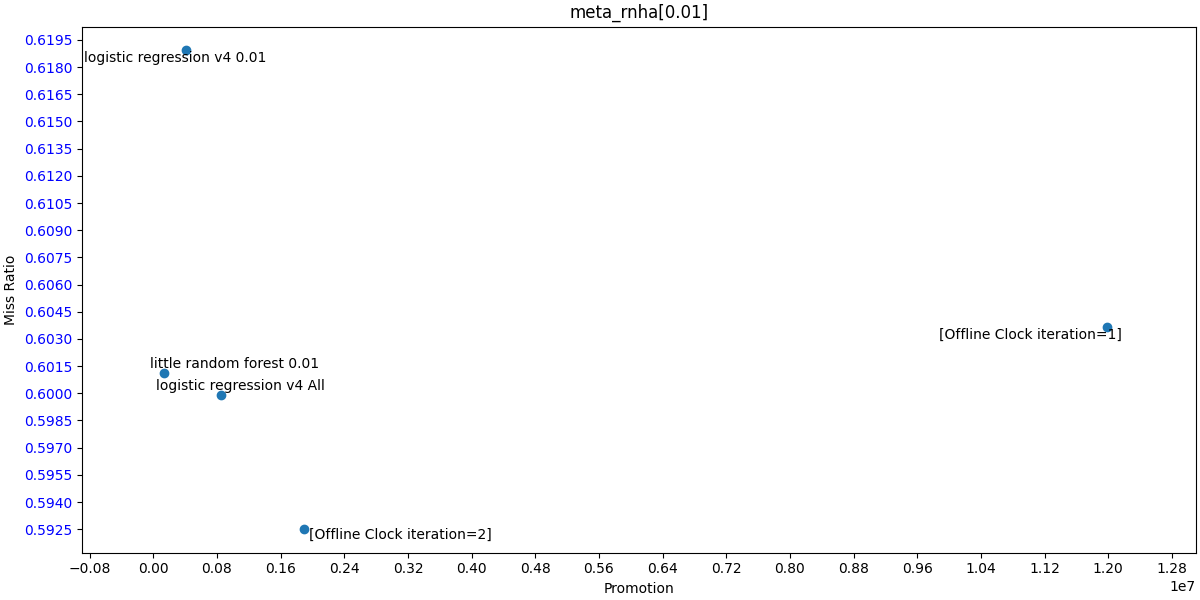 meta_rnha[0.01]
0.6195
0.6180
0.6165
0.6150
0.6135
0.6120
0.6105
0.6090
0.6075
0.6060
0.6045
0.6030
0.6015
0.6000
0.5985
0.5970
0.5955
0.5940
0.5925
Miss Ratio
logistic regression v4 0.01
[Offline Clock iteration=1]
little random forest 0.01
logistic regression v4 All
[Offline Clock iteration=2]
−0.08 0.00 0.08 0.16 0.24 0.32 0.40 0.48 0.56 0.64 0.72 0.80 0.88 0.96 1.04 1.12 1.20 1.28
Promotion
1e7